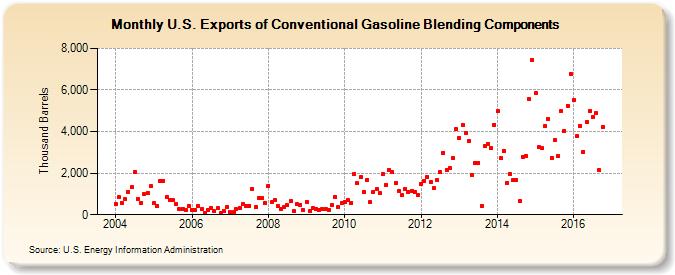 Monthly U.S. Exports of Conventional Gasoline Blending Components
Thousand Barrels
8,000
6,000
4,000
2,000
0
2004 2006 2008 2010 2012 2014 2016
Source: U.S. Energy Information Administration